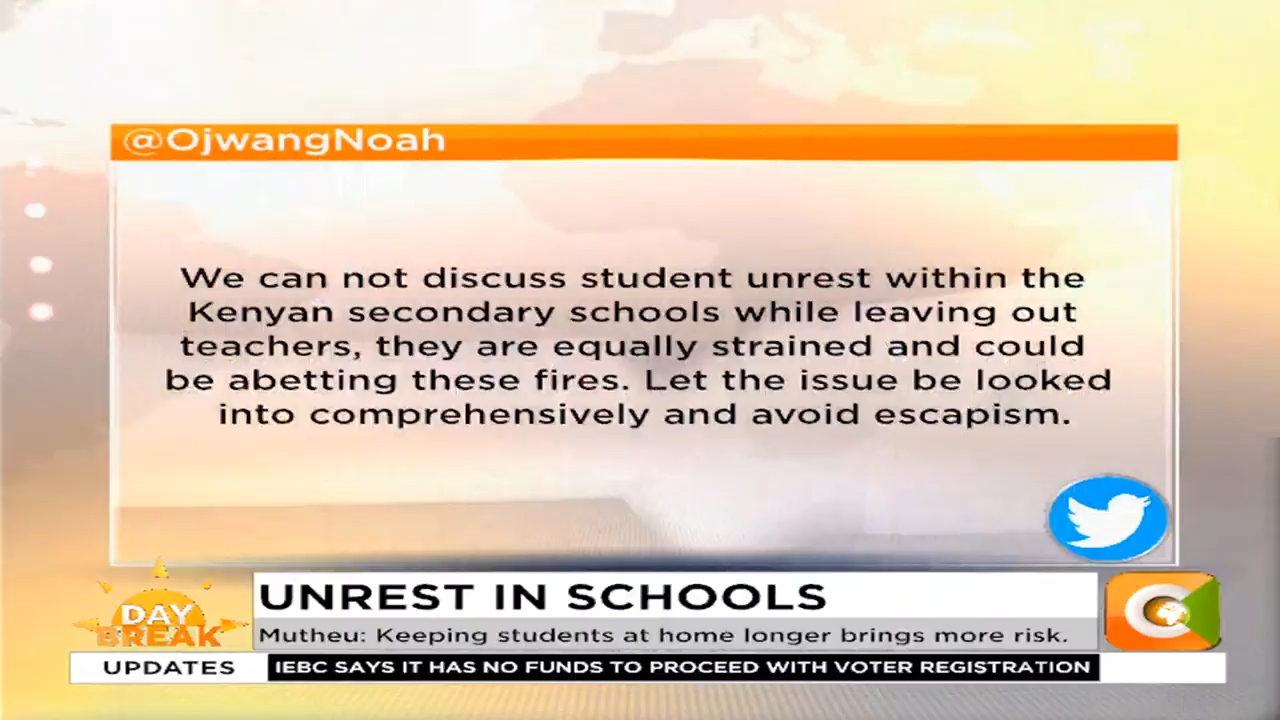 @OjwangNoah
We can not discuss student unrest within the
Kenyan secondary schools while leaving out
teachers, they are equally strained and could
be abetting these fires. Let the issue be looked
into comprehensively and avoid escapism.
DAY
BREAK
UNREST IN SCHOOLS
Mutheu: Keeping students at home longer brings more risk.
UPDATES
IEBC SAYS IT HAS NO FUNDS TO PROCEED WITH VOTER REGISTRATION